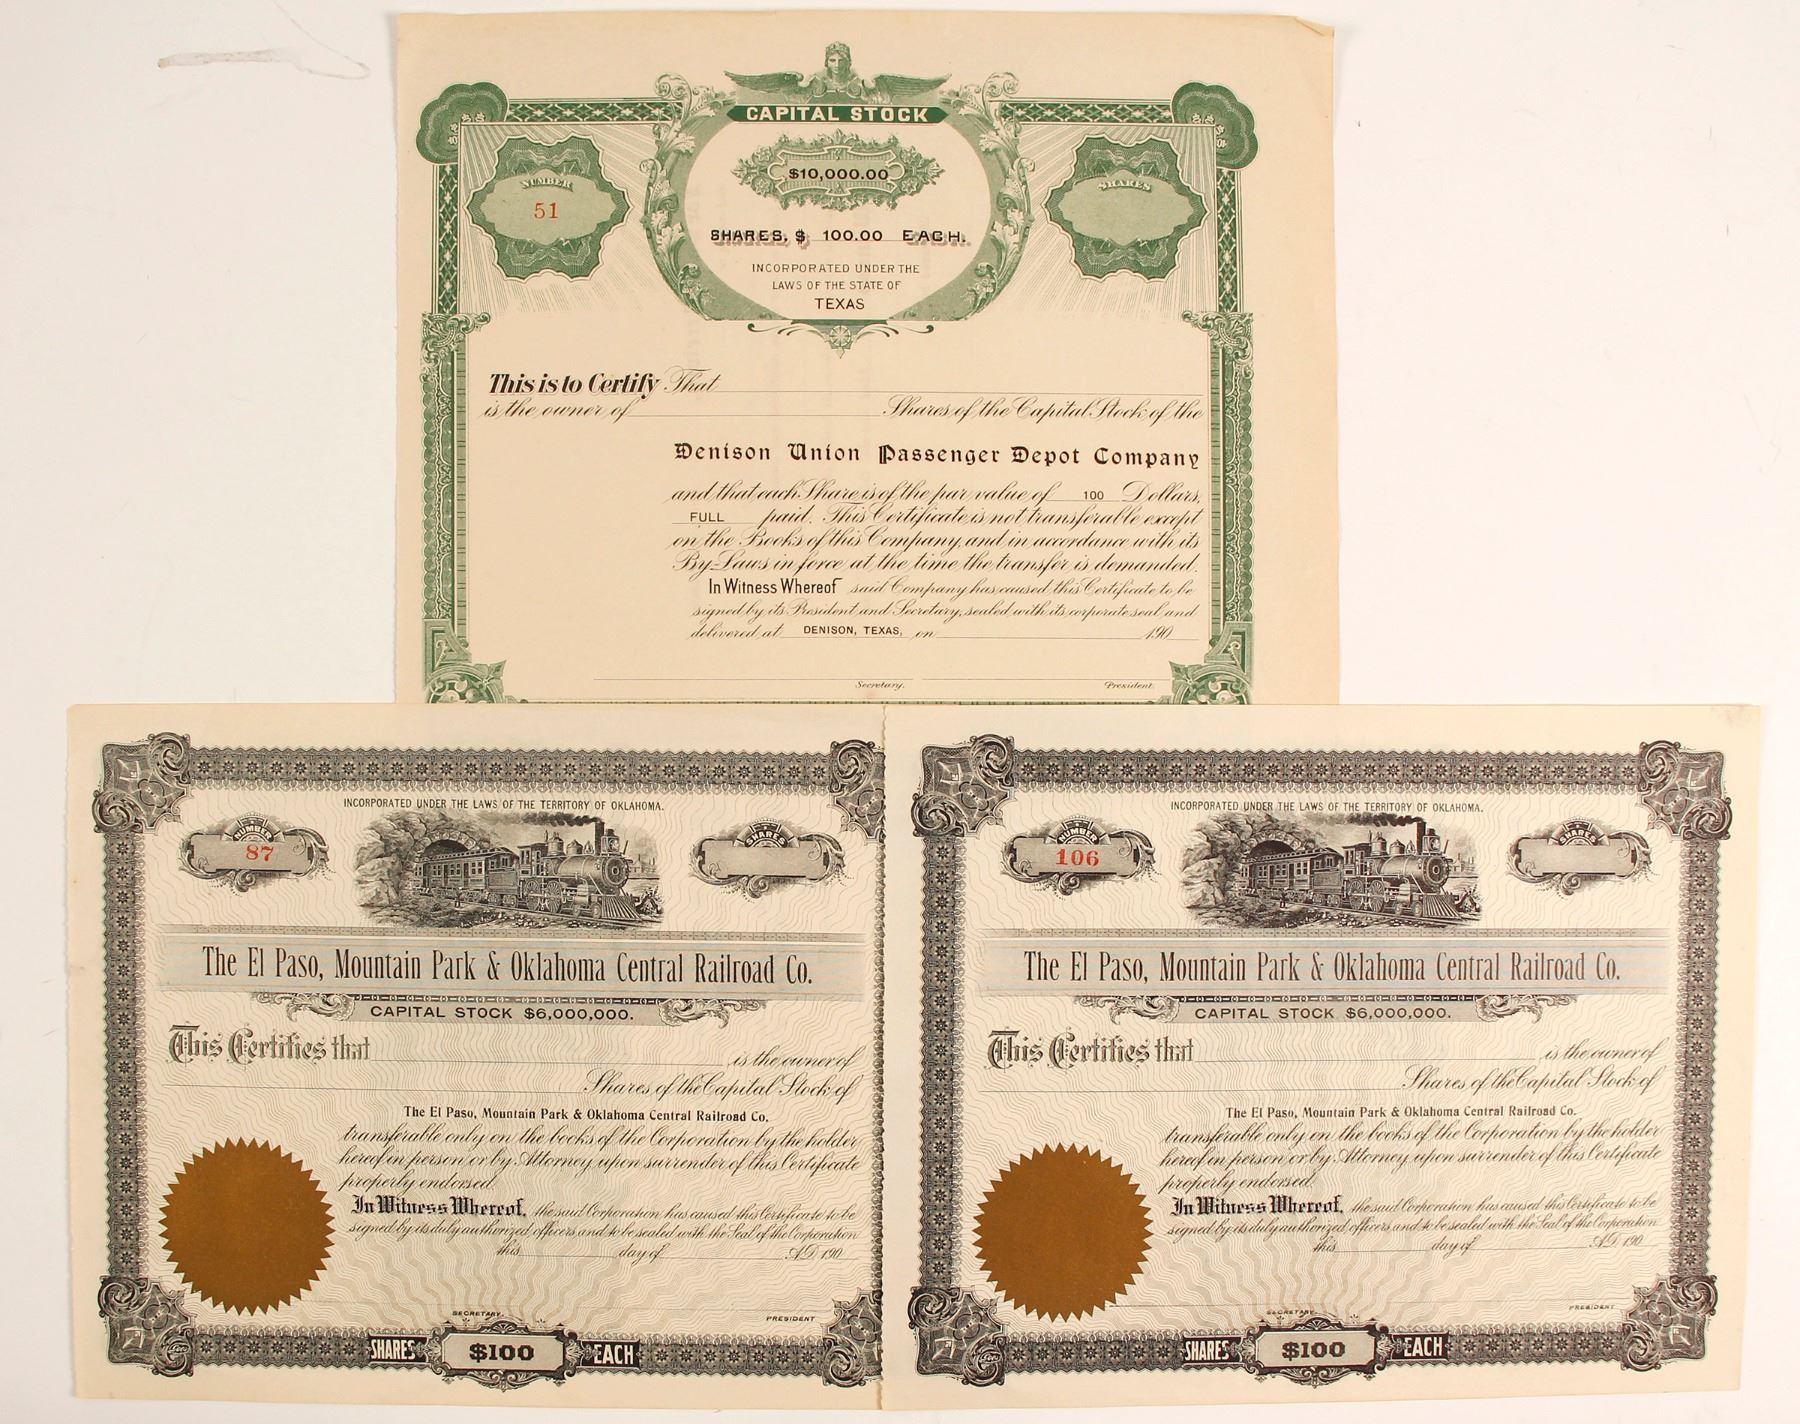 CAPITAL STOCK
$10,000.00
NUMBER
51
SHARES
SHARES, $ 100.00 EACH.
INCORPORATED UNDER THE
LAWS OF THE STATE OF
TEXAS
This is to Certify That
is the owner of Shares of the Capital Stock of the
Denison Union Passenger Depot Company
and that each Share is of the par value of 100 Dollars,
FULL paid. This Certificate is not transferable except
on the Books of this Company, and in accordance with its
By-Laws in force at the time the transfer is demanded.
In Witness Whereof said Company has caused this Certificate to be
signed by its President and Secretary, sealed with its corporate seal and
delivered at DENISON, TEXAS, on 190
Secretary. President.
INCORPORATED UNDER THE LAWS OF THE TERRITORY OF OKLAHOMA.
NUMBER
87
SHARES
The El Paso, Mountain Park & Oklahoma Central Railroad Co.
CAPITAL STOCK $6,000,000.
This Certifies that is the owner of
Shares of the Capital Stock of
The El Paso, Mountain Park & Oklahoma Central Railroad Co.
transferable only on the books of the Corporation by the holder
hereof in person or by Attorney upon surrender of this Certificate
properly endorsed.
In Witness Whereof, the said Corporation has caused this Certificate to be
signed by its duly authorized officers and to be sealed with the Seal of the Corporation
this day of A.D. 190
SECRETARY. PRESIDENT
SHARES $100 EACH
INCORPORATED UNDER THE LAWS OF THE TERRITORY OF OKLAHOMA.
NUMBER
106
SHARES
The El Paso, Mountain Park & Oklahoma Central Railroad Co.
CAPITAL STOCK $6,000,000.
This Certifies that is the owner of
Shares of the Capital Stock of
The El Paso, Mountain Park & Oklahoma Central Railroad Co.
transferable only on the books of the Corporation by the holder
hereof in person or by Attorney upon surrender of this Certificate
properly endorsed.
In Witness Whereof, the said Corporation has caused this Certificate to be
signed by its duly authorized officers and to be sealed with the Seal of the Corporation
this day of A.D. 190
SECRETARY. PRESIDENT
SHARES $100 EACH